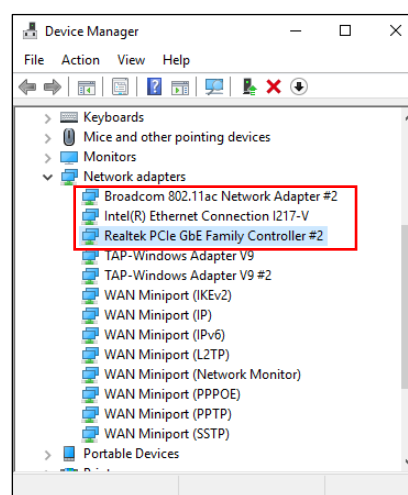 Device Manager
File Action View Help
Keyboards
Mice and other pointing devices
Monitors
Network adapters
Broadcom 802.11ac Network Adapter #2
Intel(R) Ethernet Connection I217-V
Realtek PCIe GbE Family Controller #2
TAP-Windows Adapter V9
TAP-Windows Adapter V9 #2
WAN Miniport (IKEv2)
WAN Miniport (IP)
WAN Miniport (IPv6)
WAN Miniport (L2TP)
WAN Miniport (Network Monitor)
WAN Miniport (PPPOE)
WAN Miniport (PPTP)
WAN Miniport (SSTP)
Portable Devices